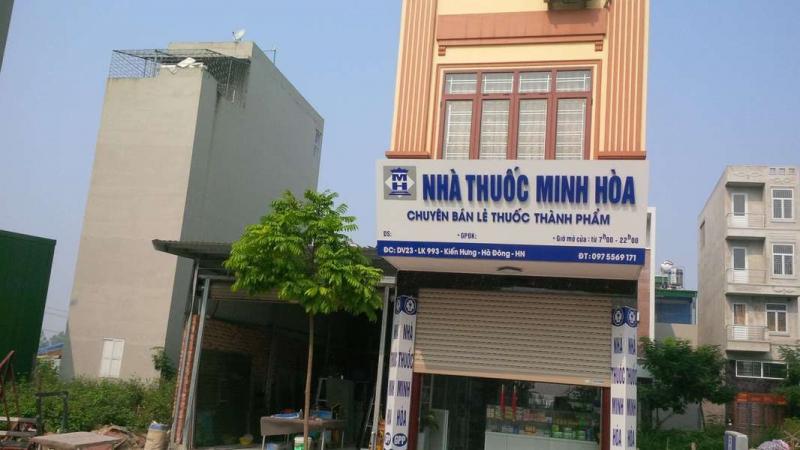 MH
NHÀ THUỐC MINH HÒA
CHUYÊN BÁN LẺ THUỐC THÀNH PHẨM
DS: • GPĐK: • Giờ mở cửa : từ 7h00 - 22h00
ĐC: DV23 - LK 993 - Kiến Hưng - Hà Đông - HN ĐT: 097 5569 171
NHÀ
THUỐC
MINH
HÒA
GPP
NHÀ
THUỐC
MINH
HÒA